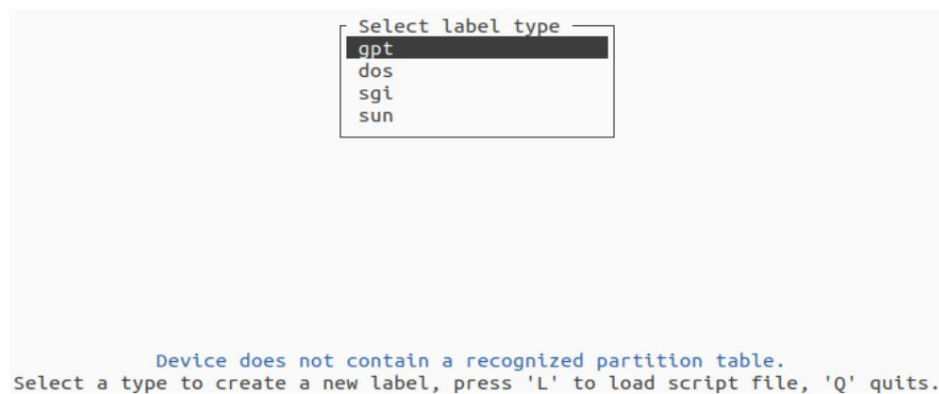 Select label type
gpt
dos
sgi
sun
Device does not contain a recognized partition table.
Select a type to create a new label, press 'L' to load script file, 'Q' quits.